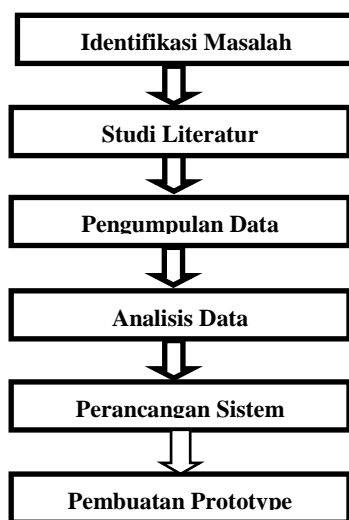 Identifikasi Masalah
Studi Literatur
Pengumpulan Data
Analisis Data
Perancangan Sistem
Pembuatan Prototype